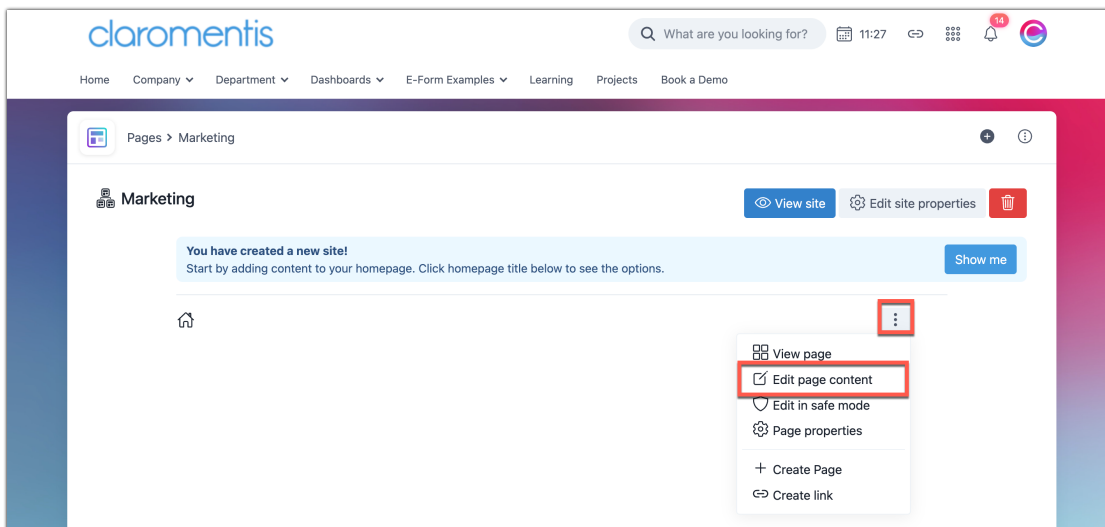 claromentis
What are you looking for?
11:27
14
Home Company Department Dashboards E-Form Examples Learning Projects Book a Demo
Pages > Marketing
Marketing
View site
Edit site properties
You have created a new site!
Start by adding content to your homepage. Click homepage title below to see the options.
Show me
View page
Edit page content
Edit in safe mode
Page properties
Create Page
Create link